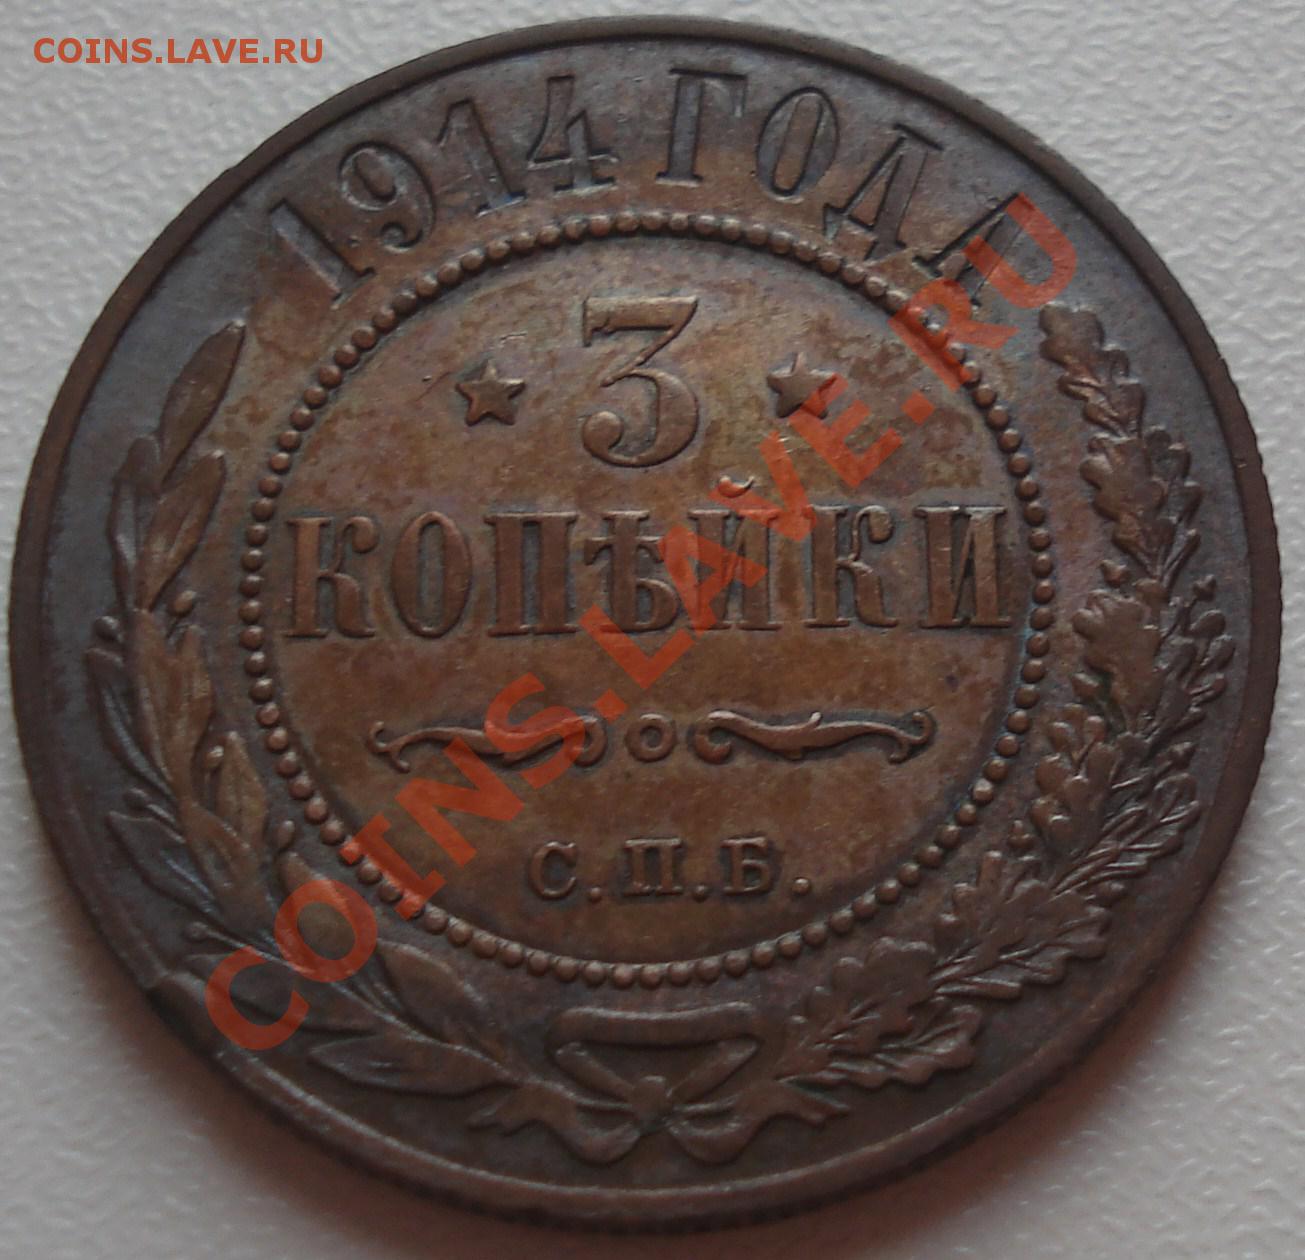 COINS.LAVE.RU
1914 ГОДА
3
КОПѢЙКИ
С.П.Б.
COINS.LAVE.RU